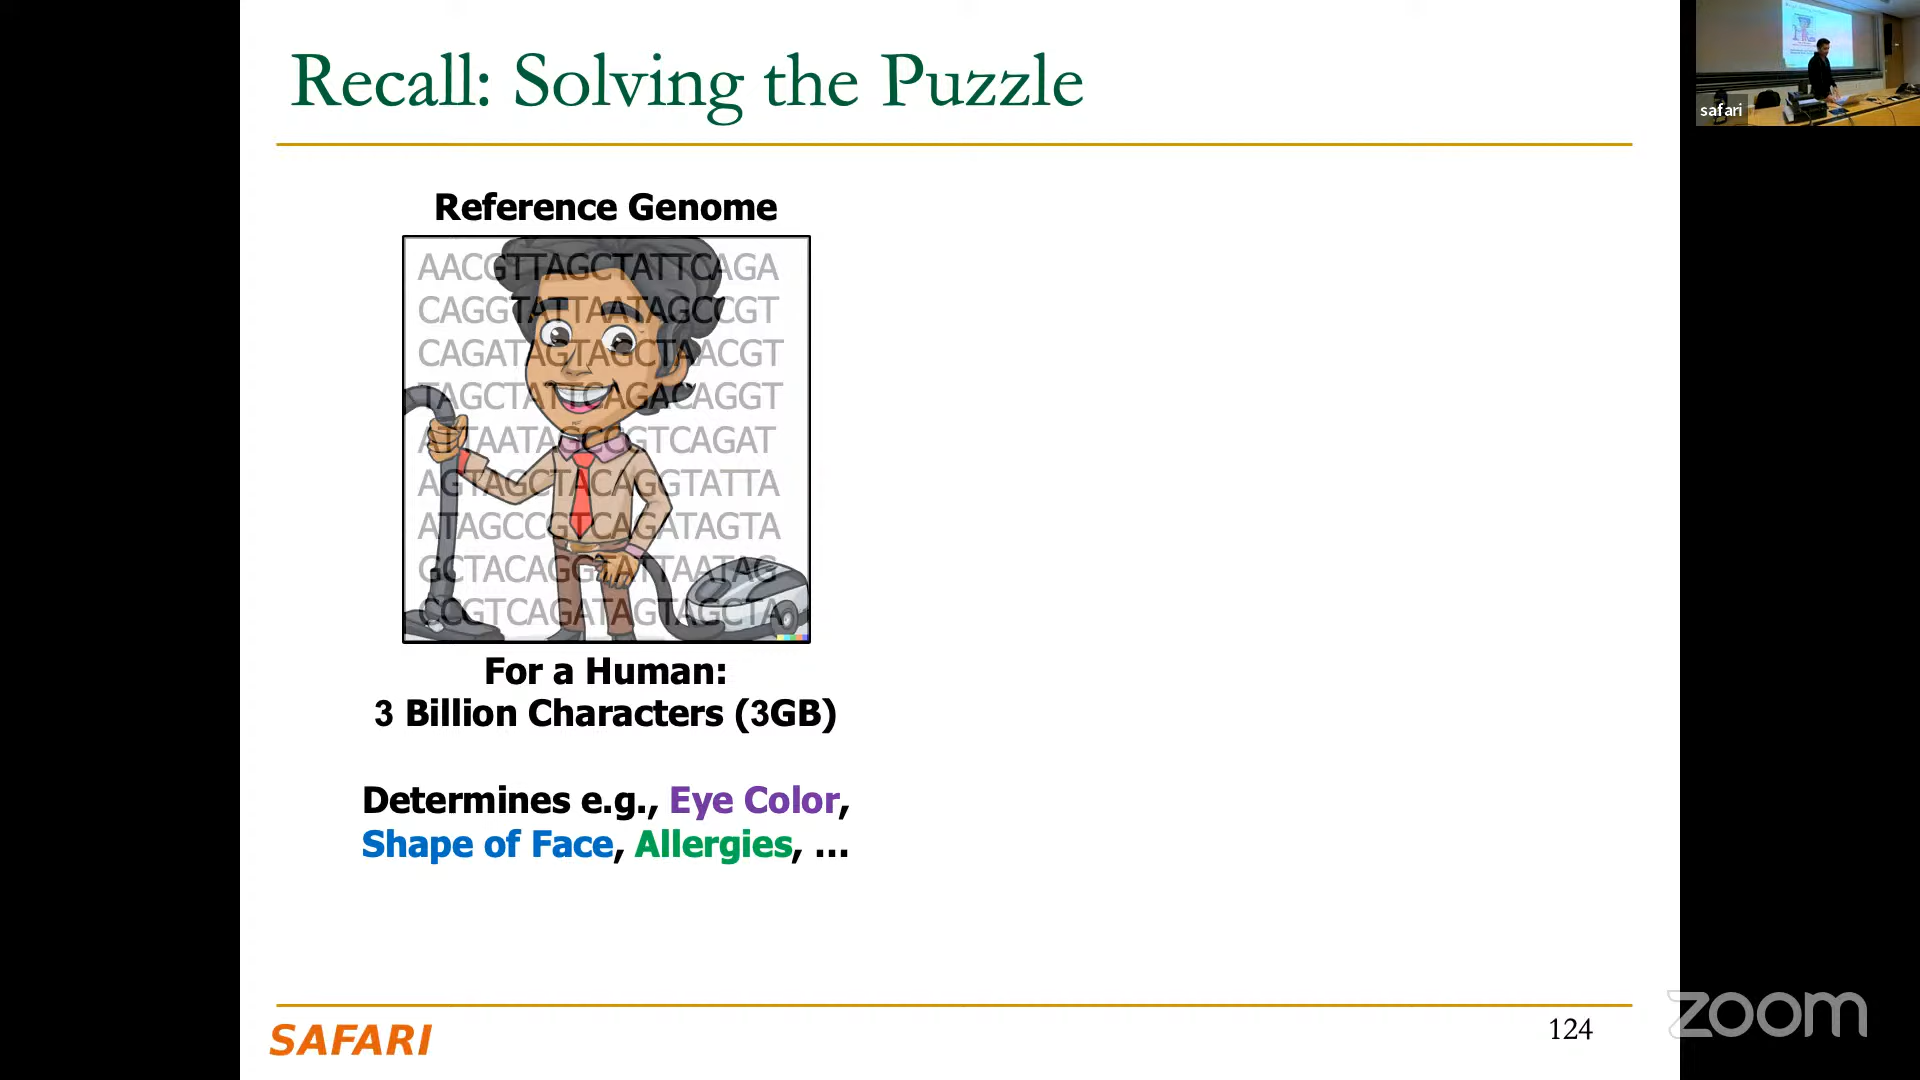 Recall: Solving the Puzzle
safari
Reference Genome
AACGTTAGCTATTCAGA
CAGGTATTAATAGCCGT
CAGATAGTAGCTAACGT
TAGCTATTCAGACAGGT
ATTAATAGCCGTCAGAT
AGTAGCTACAGGTATTA
ATAGCCGTCAGATAGTA
GCTACAGGTATTAATAG
CCGTCAGATAGTAGCTA
For a Human:
3 Billion Characters (3GB)
Determines e.g., Eye Color,
Shape of Face, Allergies, ...
SAFARI
124
zoom